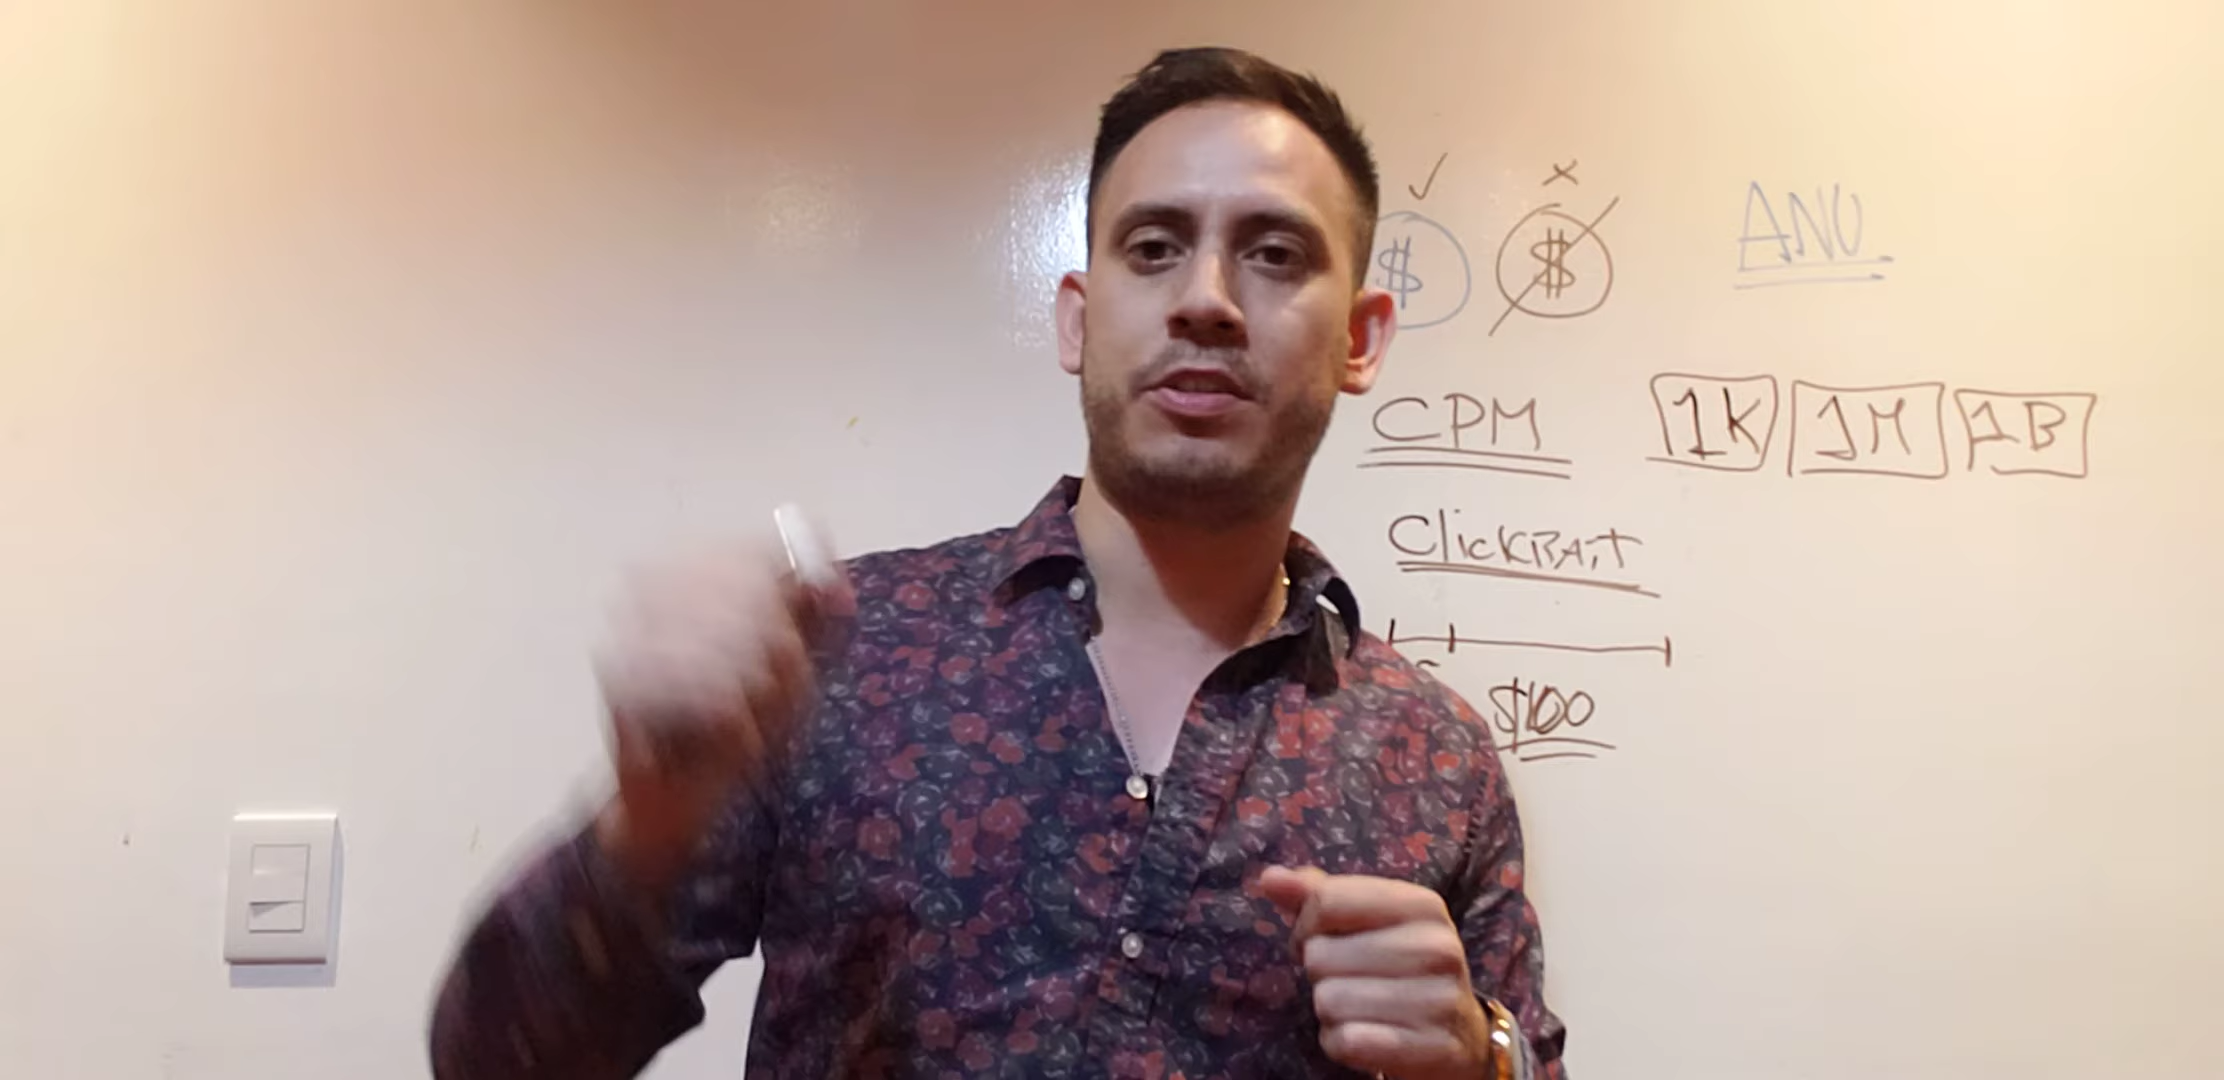 ✓ x
$ $ ANU
CPM 1K 1M 1B
ClickBait
$100